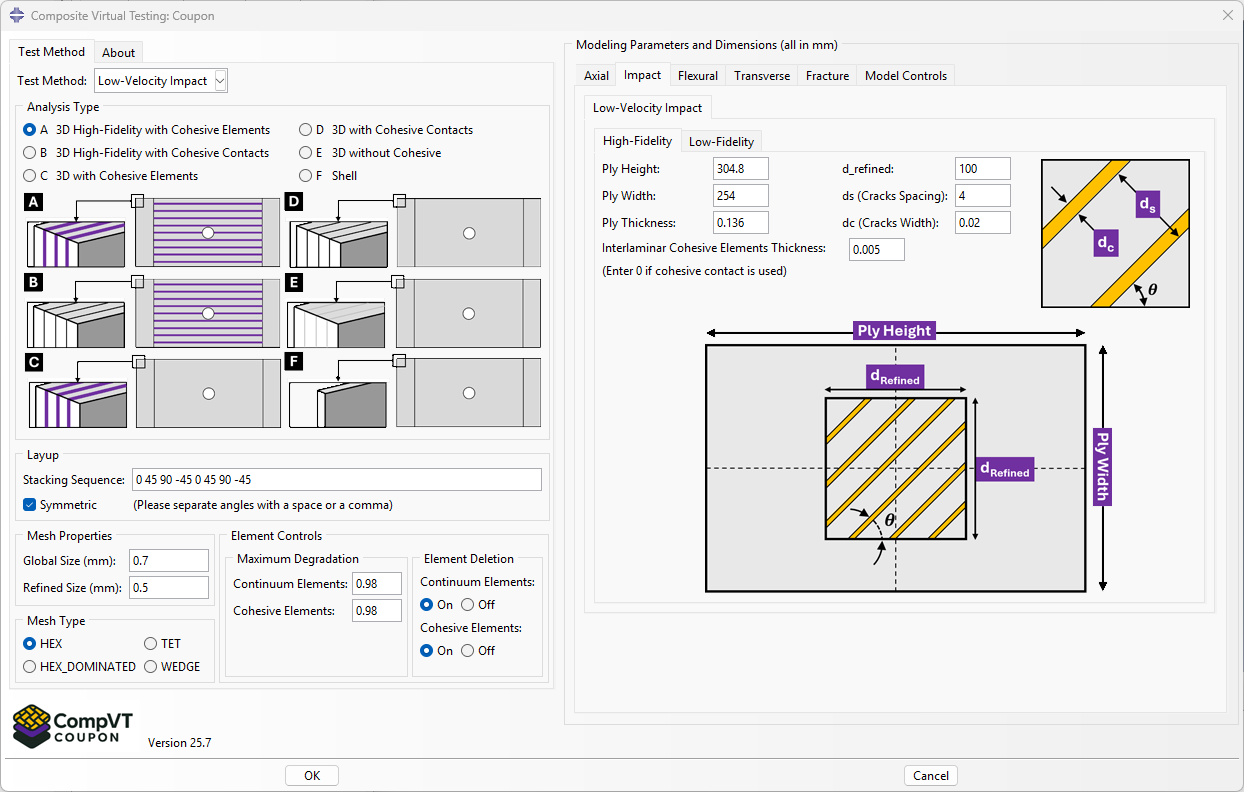 Composite Virtual Testing: Coupon
Test Method
About
Test Method: Low-Velocity Impact
Analysis Type
A 3D High-Fidelity with Cohesive Elements
D 3D with Cohesive Contacts
B 3D High-Fidelity with Cohesive Contacts
E 3D without Cohesive
C 3D with Cohesive Elements
F Shell
A
D
B
E
C
F
Layup
Stacking Sequence: 0 45 90 -45 0 45 90 -45
Symmetric (Please separate angles with a space or a comma)
Mesh Properties
Global Size (mm): 0.7
Refined Size (mm): 0.5
Mesh Type
HEX TET
HEX_DOMINATED WEDGE
Element Controls
Maximum Degradation
Continuum Elements: 0.98
Cohesive Elements: 0.98
Element Deletion
Continuum Elements:
On Off
Cohesive Elements:
On Off
CompVT
COUPON
Version 25.7
Modeling Parameters and Dimensions (all in mm)
Axial Impact Flexural Transverse Fracture Model Controls
Low-Velocity Impact
High-Fidelity Low-Fidelity
Ply Height: 304.8
d_refined: 100
Ply Width: 254
ds (Cracks Spacing): 4
Ply Thickness: 0.136
dc (Cracks Width): 0.02
Interlaminar Cohesive Elements Thickness: 0.005
(Enter 0 if cohesive contact is used)
ds
dc
θ
Ply Height
dRefined
dRefined
θ
Ply Width
OK
Cancel